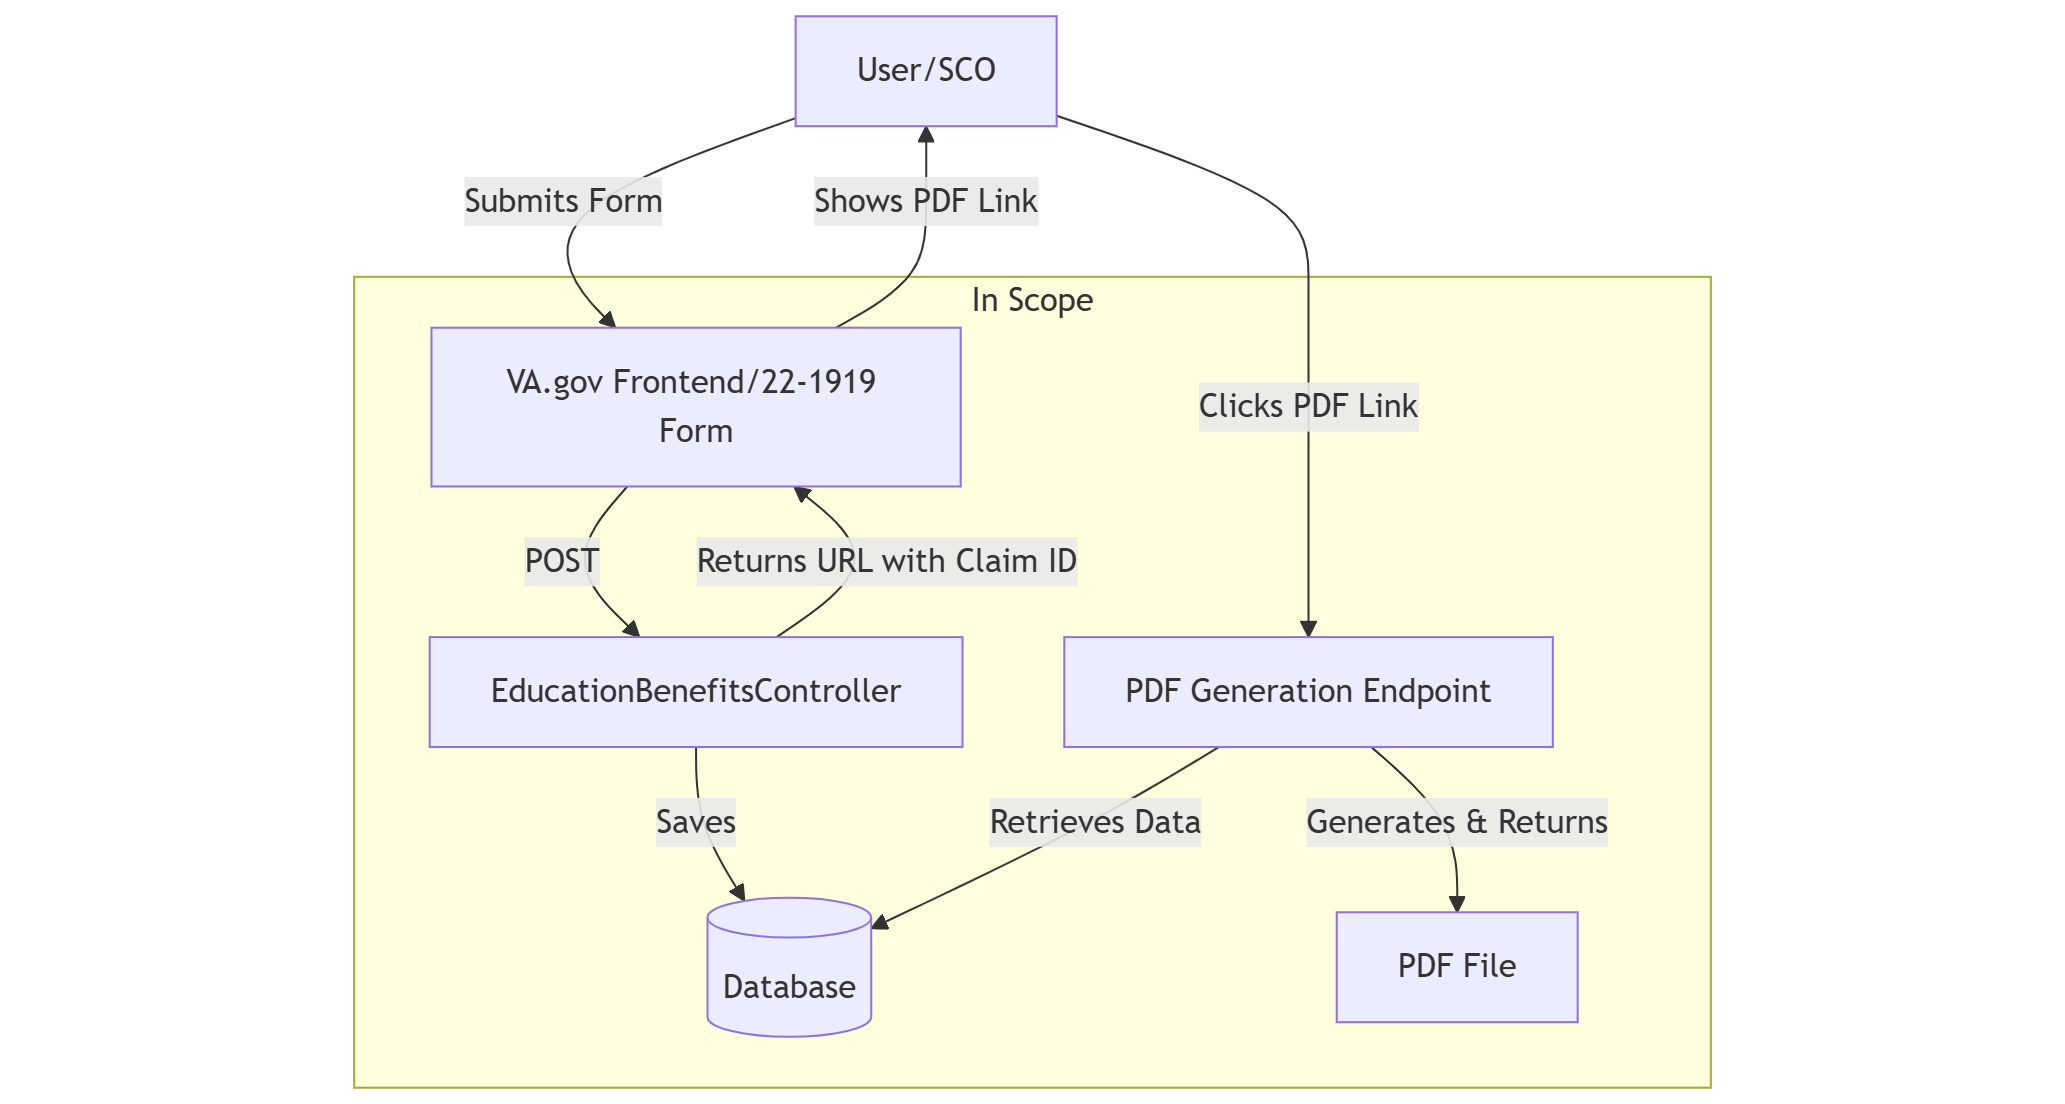 User/SCO
Submits Form
Shows PDF Link
In Scope
VA.gov Frontend/22-1919
Form
Clicks PDF Link
POST
Returns URL with Claim ID
EducationBenefitsController
PDF Generation Endpoint
Saves
Retrieves Data
Generates & Returns
Database
PDF File